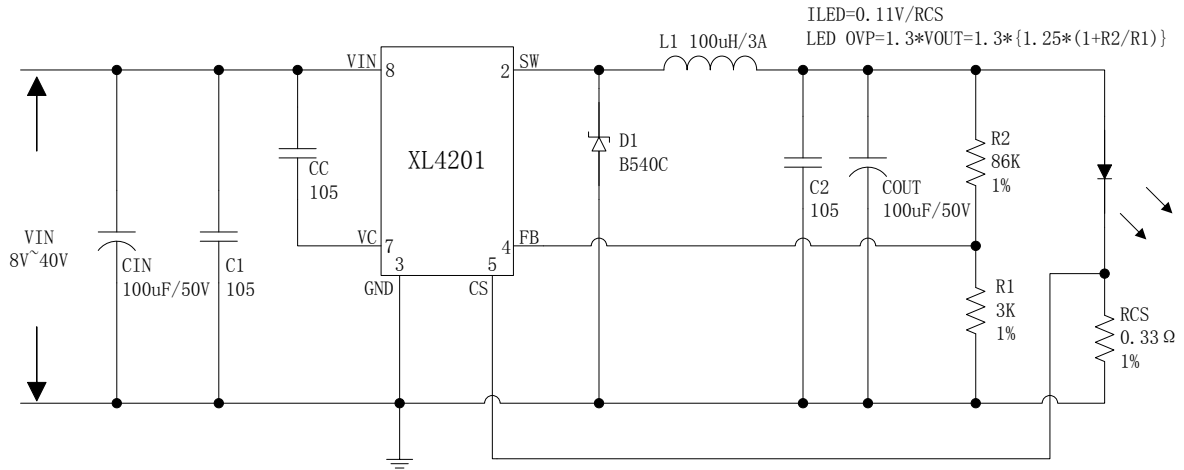 ILED=0.11V/RCS
LED OVP=1.3*VOUT=1.3*{1.25*(1+R2/R1)}
L1 100uH/3A
VIN
8
2
SW
XL4201
CC
105
D1
B540C
C2
105
COUT
100uF/50V
R2
86K
1%
VIN
8V~40V
CIN
100uF/50V
C1
105
VC
7
4
FB
3
5
GND
CS
R1
3K
1%
RCS
0.33Ω
1%